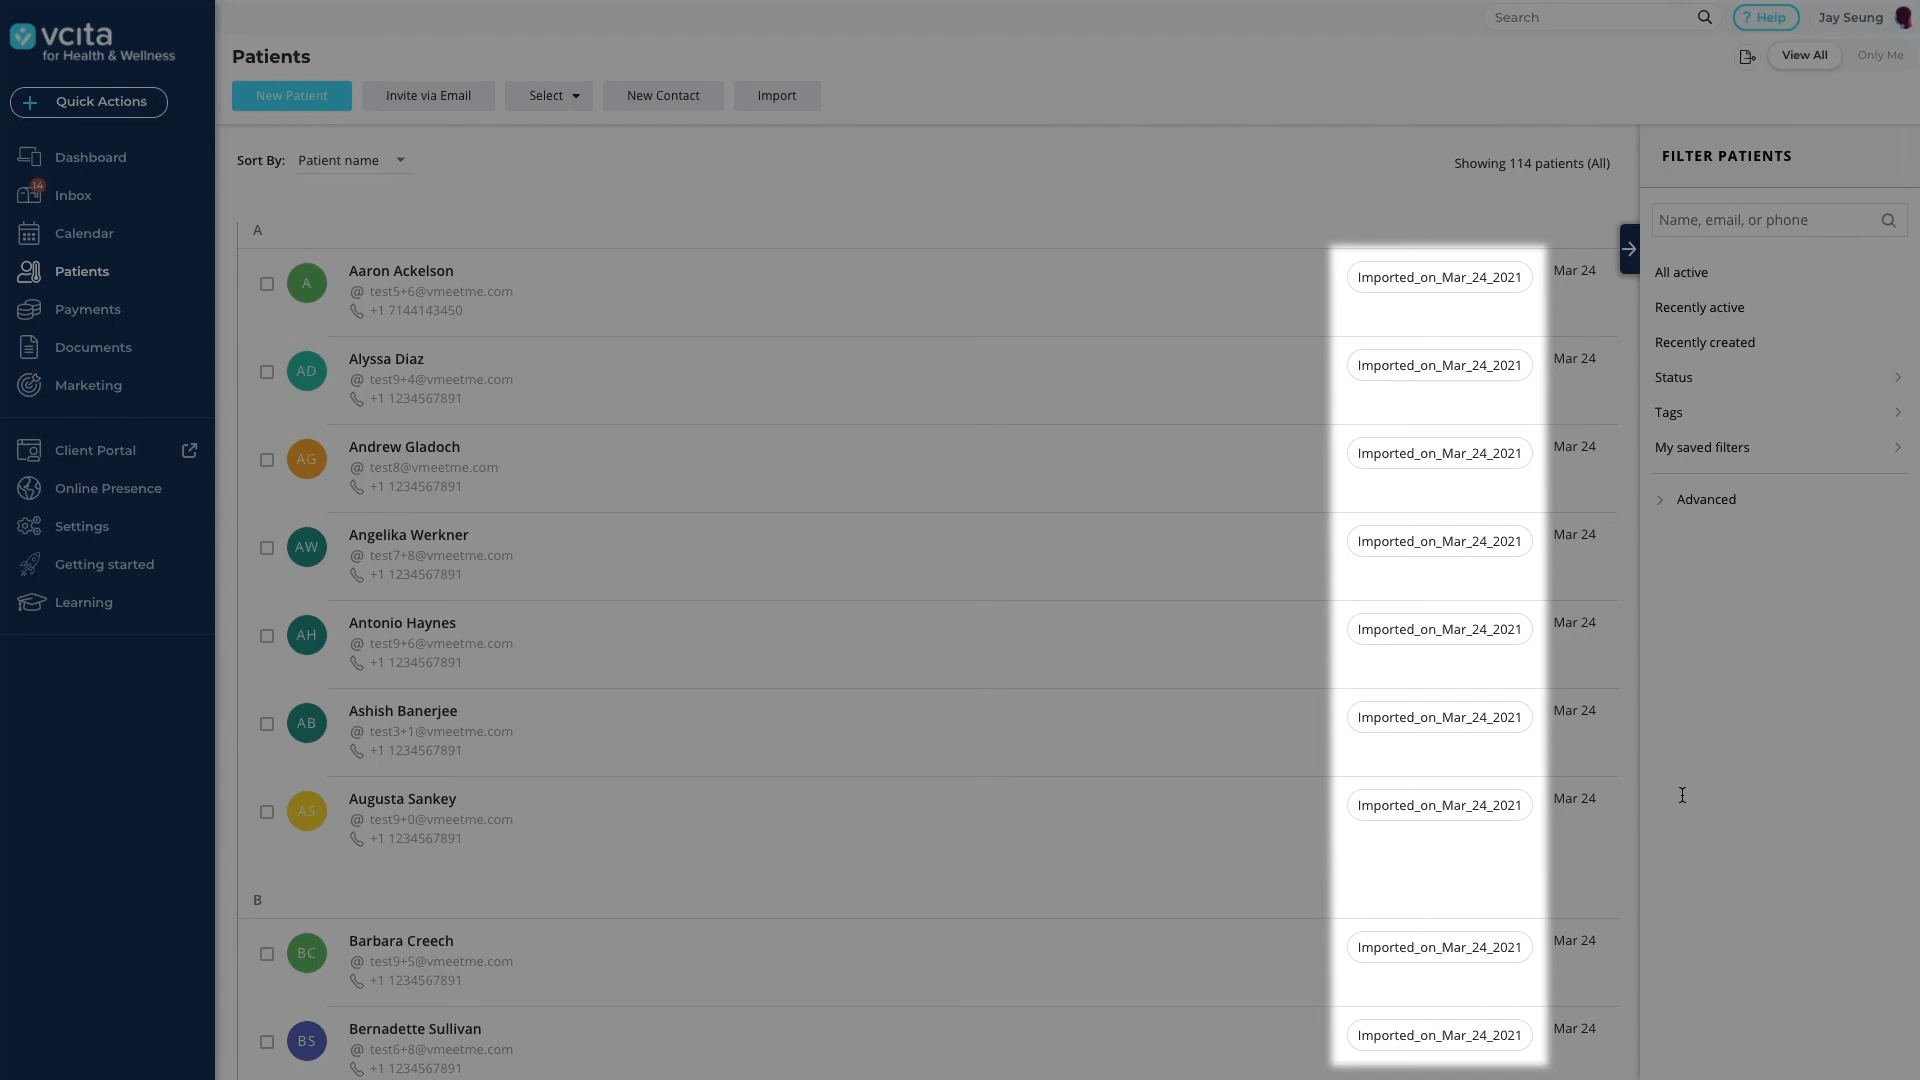 vcita
for Health & Wellness
Quick Actions
Dashboard
14
Inbox
Calendar
Patients
Payments
Documents
Marketing
Client Portal
Online Presence
Settings
Getting started
Learning
Search
? Help
Jay Seung
Patients
View All
Only Me
New Patient
Invite via Email
Select
New Contact
Import
Sort By: Patient name
Showing 114 patients (All)
A
A
Aaron Ackelson
@ test5+6@vmeetme.com
+1 7144143450
Imported_on_Mar_24_2021
Mar 24
AD
Alyssa Diaz
@ test9+4@vmeetme.com
+1 1234567891
Imported_on_Mar_24_2021
Mar 24
AG
Andrew Gladoch
@ test8@vmeetme.com
+1 1234567891
Imported_on_Mar_24_2021
Mar 24
AW
Angelika Werkner
@ test7+8@vmeetme.com
+1 1234567891
Imported_on_Mar_24_2021
Mar 24
AH
Antonio Haynes
@ test9+6@vmeetme.com
+1 1234567891
Imported_on_Mar_24_2021
Mar 24
AB
Ashish Banerjee
@ test3+1@vmeetme.com
+1 1234567891
Imported_on_Mar_24_2021
Mar 24
AS
Augusta Sankey
@ test9+0@vmeetme.com
+1 1234567891
Imported_on_Mar_24_2021
Mar 24
B
BC
Barbara Creech
@ test9+5@vmeetme.com
+1 1234567891
Imported_on_Mar_24_2021
Mar 24
BS
Bernadette Sullivan
@ test6+8@vmeetme.com
+1 1234567891
Imported_on_Mar_24_2021
Mar 24
FILTER PATIENTS
Name, email, or phone
All active
Recently active
Recently created
Status
Tags
My saved filters
Advanced